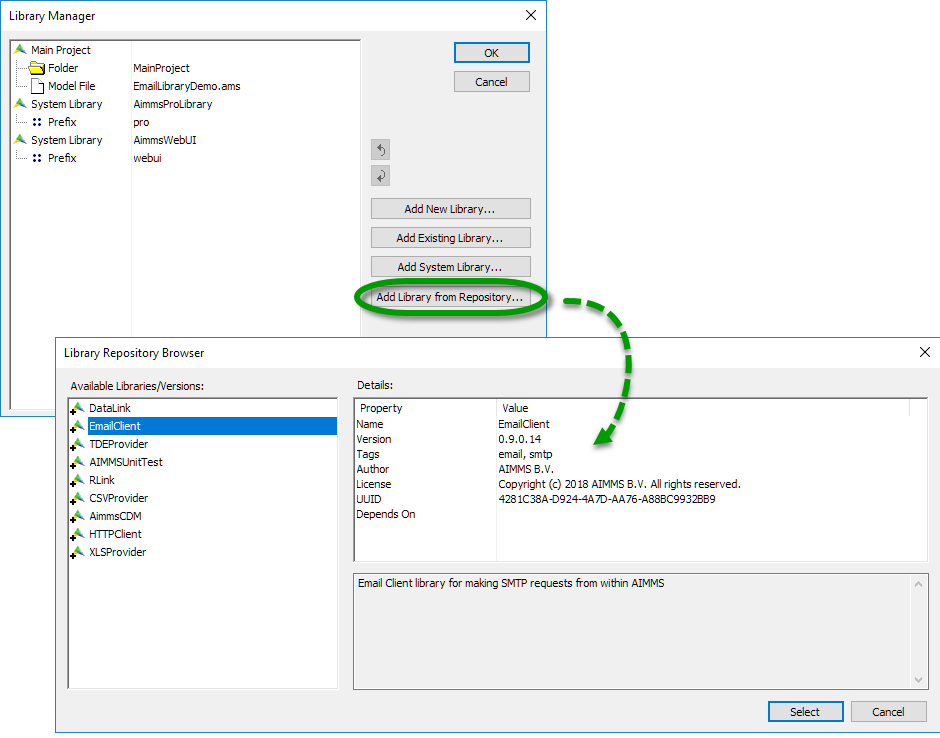 Library Manager
Main Project
Folder MainProject
Model File EmailLibraryDemo.ams
System Library AimmsProLibrary
Prefix pro
System Library AimmsWebUI
Prefix webui
OK
Cancel
Add New Library...
Add Existing Library...
Add System Library...
Add Library from Repository...
Library Repository Browser
Available Libraries/Versions:
DataLink
EmailClient
TDEProvider
AIMMSUnitTest
RLink
CSVProvider
AimmsCDM
HTTPClient
XLSProvider
Details:
Property Value
Name EmailClient
Version 0.9.0.14
Tags email, smtp
Author AIMMS B.V.
License Copyright (c) 2018 AIMMS B.V. All rights reserved.
UUID 4281C38A-D924-4A7D-AA76-A88BC9932BB9
Depends On
Email Client library for making SMTP requests from within AIMMS
Select Cancel